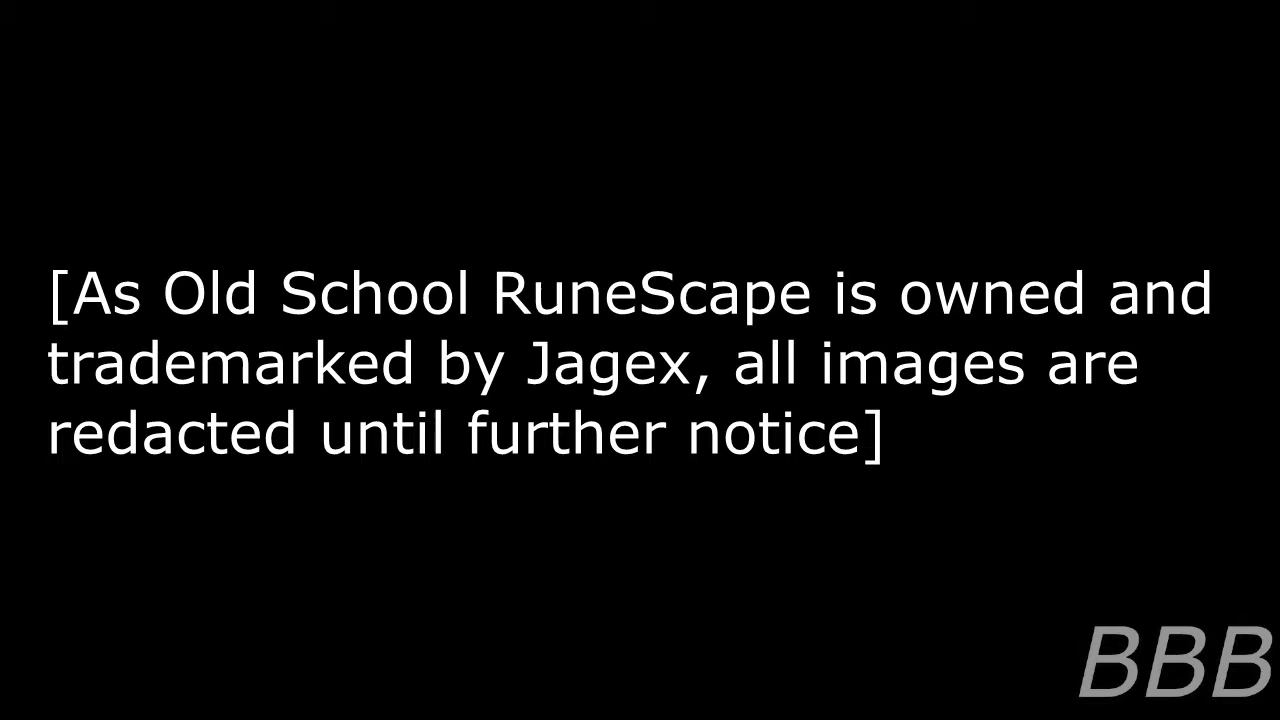 [As Old School RuneScape is owned and
trademarked by Jagex, all images are
redacted until further notice]
BBB